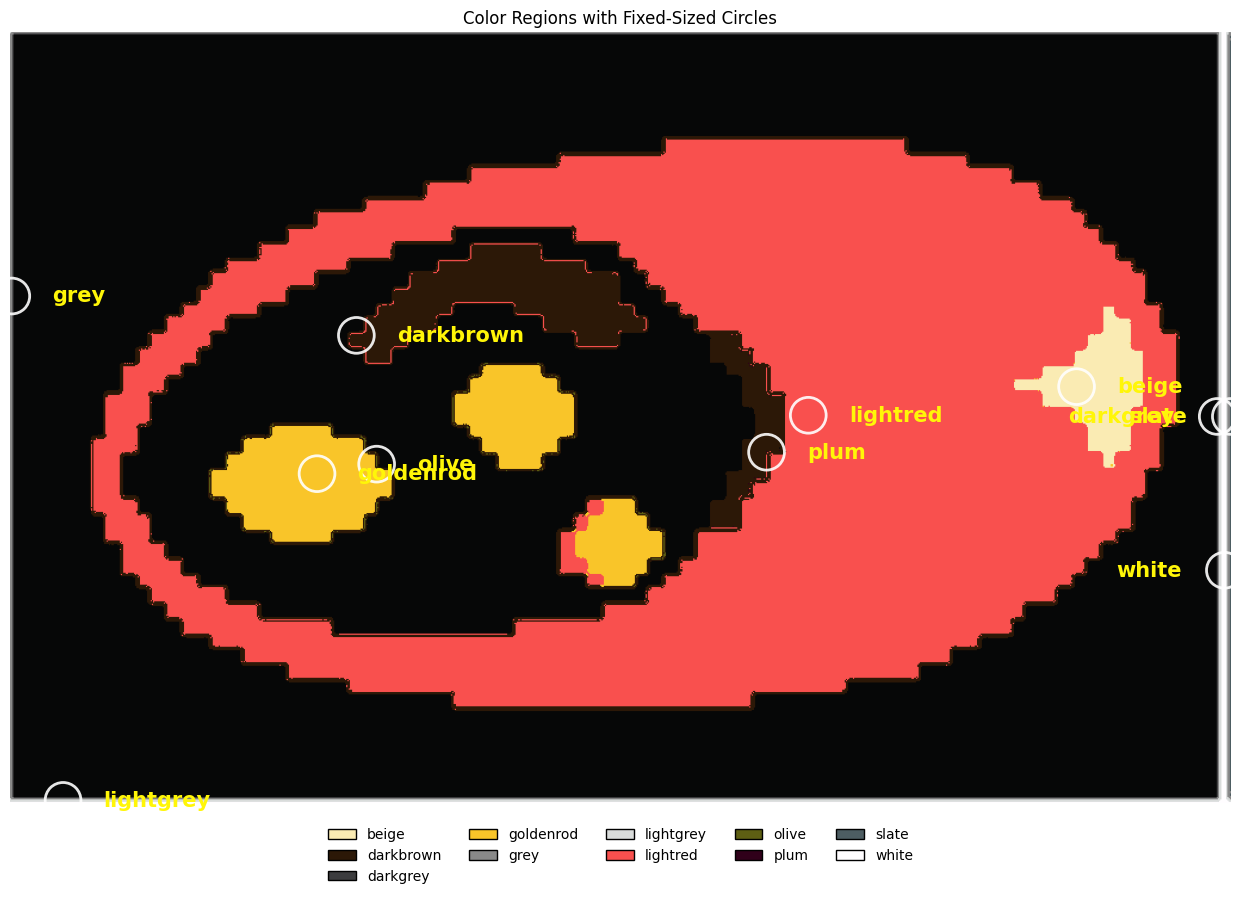 Color Regions with Fixed-Sized Circles
grey
darkbrown
beige
lightred
darkgrey
slate
plum
olive
goldenrod
white
lightgrey
beige
goldenrod
lightgrey
olive
slate
darkbrown
grey
lightred
plum
white
darkgrey